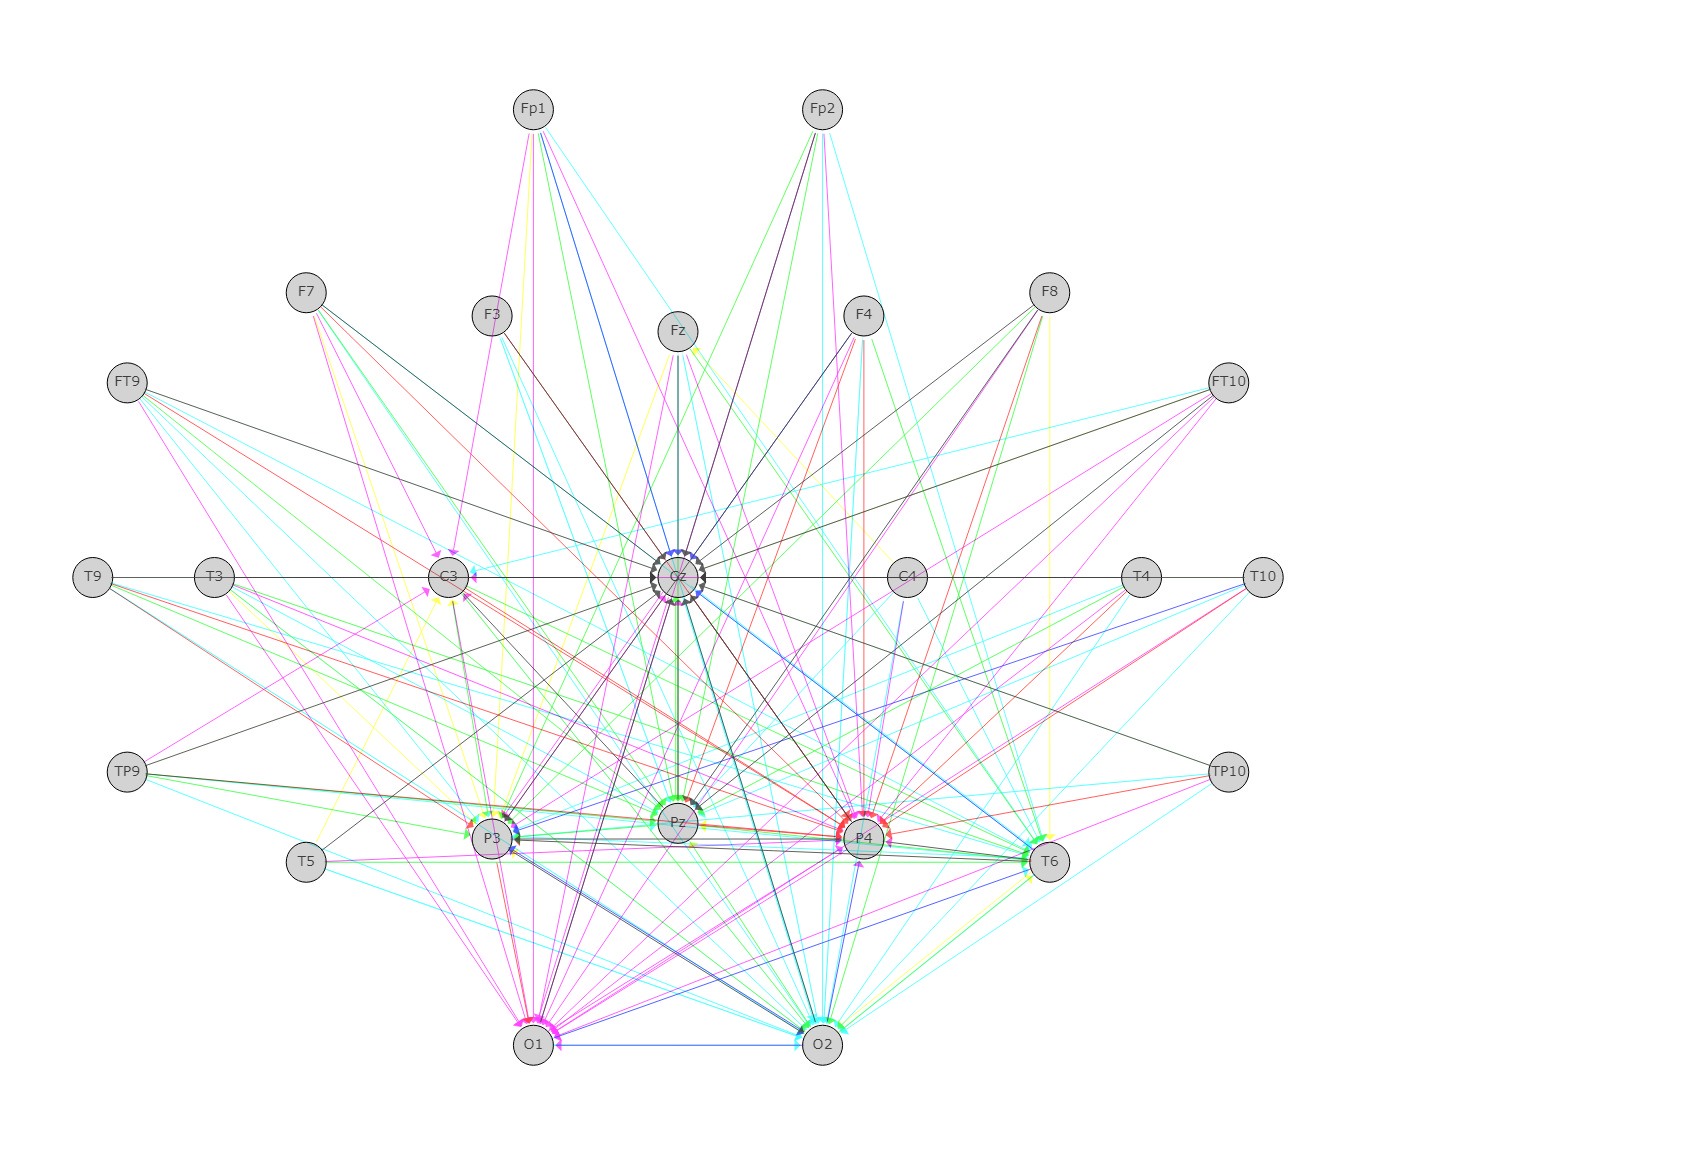 Fp1 Fp2
F7 F3 Fz F4 F8
FT9 FT10
T9 T3 C3 Cz C4 T4 T10
TP9 TP10
T5 P3 Pz P4 T6
O1 O2